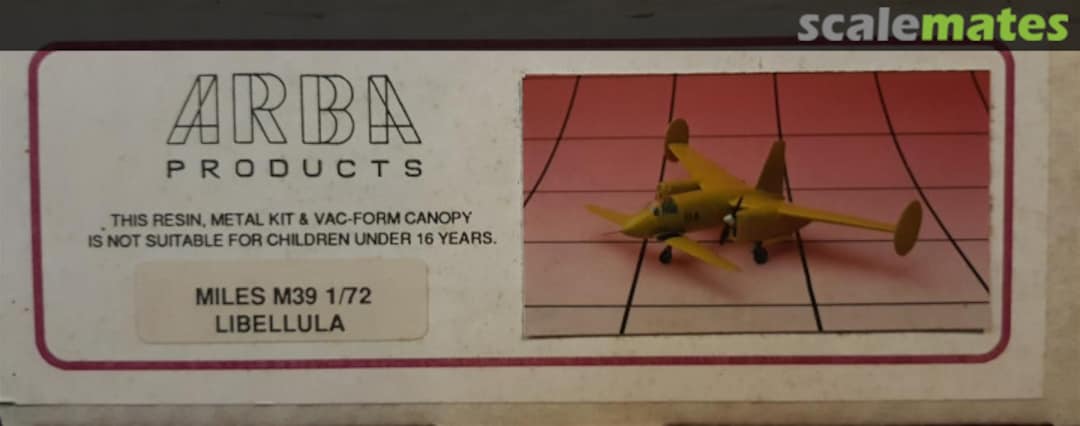 scalemates
ARBA
PRODUCTS
THIS RESIN, METAL KIT & VAC-FORM CANOPY
IS NOT SUITABLE FOR CHILDREN UNDER 16 YEARS.
MILES M39 1/72
LIBELLULA